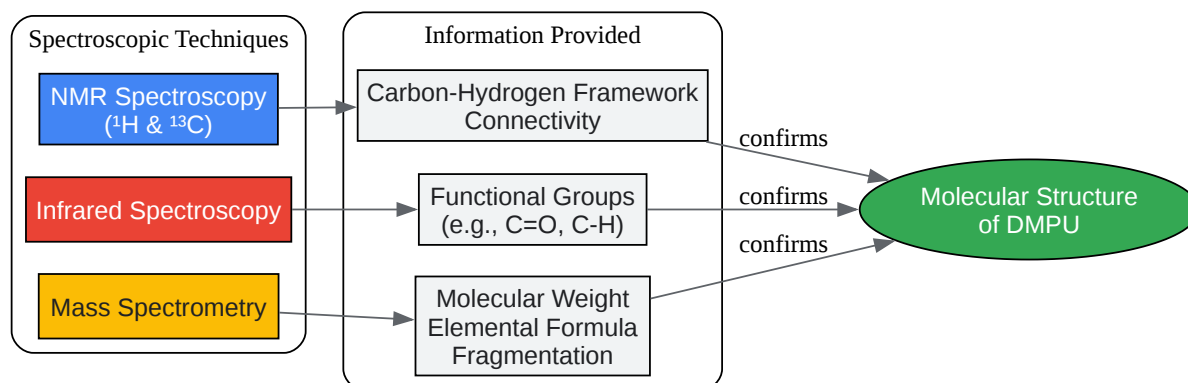 Spectroscopic Techniques
NMR Spectroscopy
(¹H & ¹³C)
Infrared Spectroscopy
Mass Spectrometry
Information Provided
Carbon-Hydrogen Framework
Connectivity
Functional Groups
(e.g., C=O, C-H)
Molecular Weight
Elemental Formula
Fragmentation
confirms
confirms
confirms
Molecular Structure
of DMPU